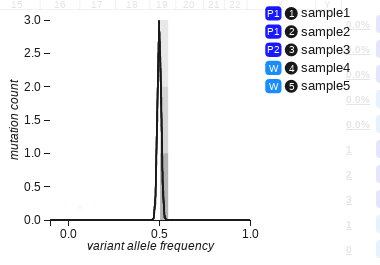 15 16 17 18 19 20 21 22 Y
3.0
2.5
2.0
1.5
1.0
0.5
0.0
mutation count
0.0 0.5 1.0
variant allele frequency
P1 1 sample1
P1 2 sample2
P2 3 sample3
W 4 sample4
W 5 sample5
0.0%
0.0%
1
2
3
1
0